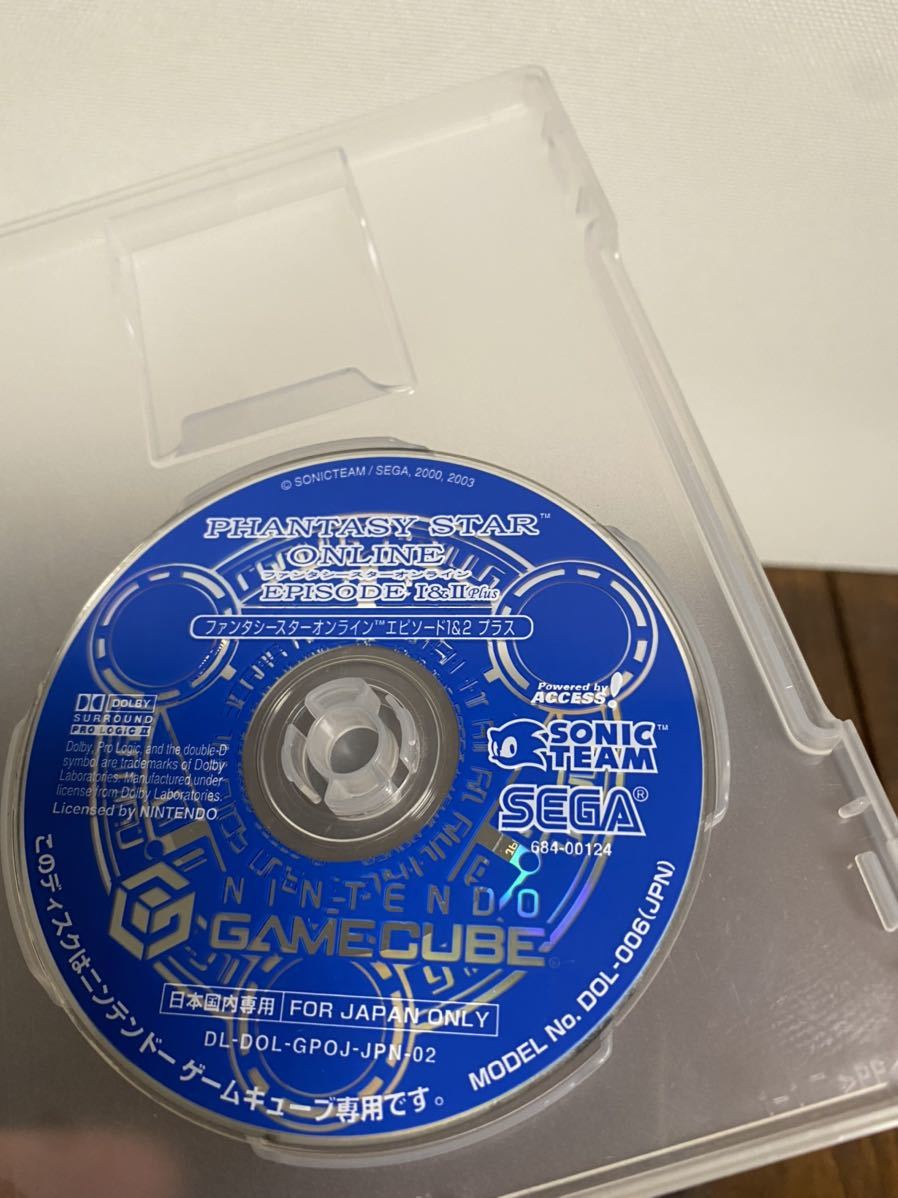 © SONICTEAM / SEGA, 2000, 2003
PHANTASY STAR™
ONLINE
ファンタシースターオンライン
EPISODE I&II Plus
ファンタシースターオンライン™エピソード1&2 プラス
DOLBY
SURROUND
PRO LOGIC II
Dolby, Pro Logic, and the double-D
symbol are trademarks of Dolby
Laboratories. Manufactured under
license from Dolby Laboratories.
Licensed by NINTENDO
Powered by
ACCESS!
SONIC
TEAM™
SEGA®
684-00124
NINTENDO
GAMECUBE
日本国内専用 FOR JAPAN ONLY
DL-DOL-GPOJ-JPN-02
MODEL No. DOL-006(JPN)
このディスクはニンテンドー ゲームキューブ専用です。